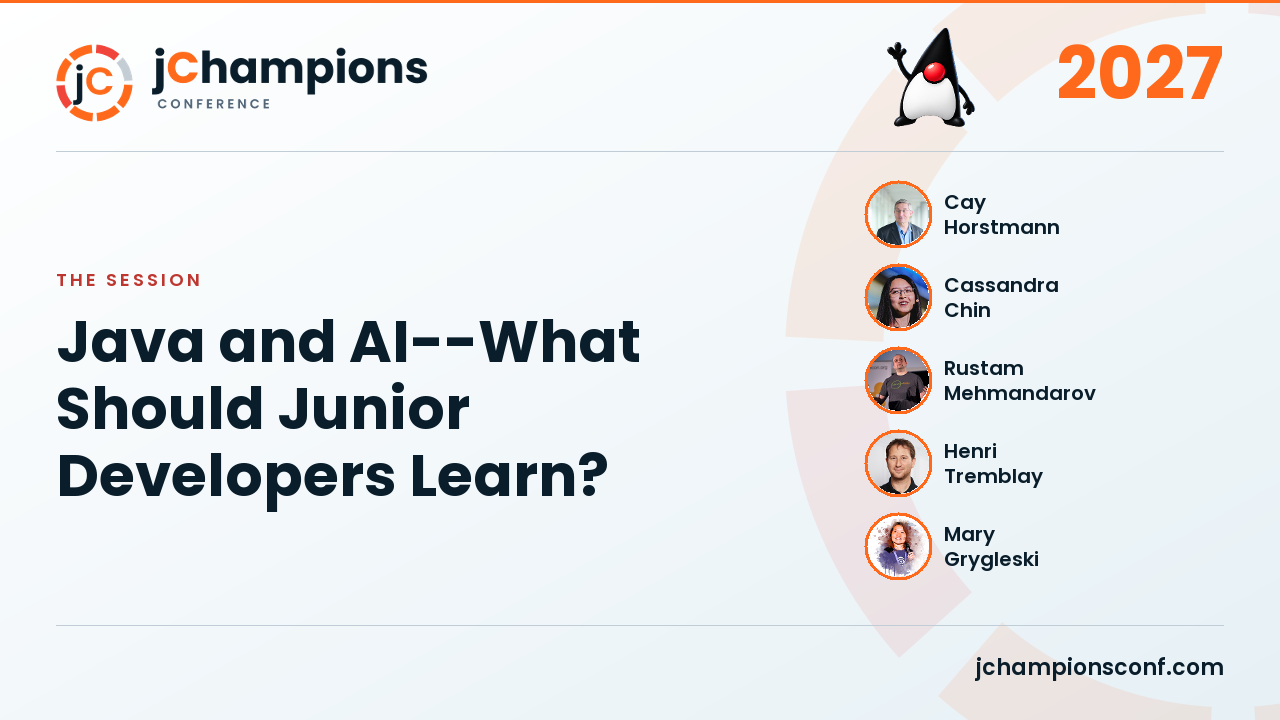 jC
jChampions
CONFERENCE
2027
THE SESSION
Java and AI--What
Should Junior
Developers Learn?
Cay
Horstmann
Cassandra
Chin
Rustam
Mehmandarov
Henri
Tremblay
Mary
Grygleski
jchampionsconf.com